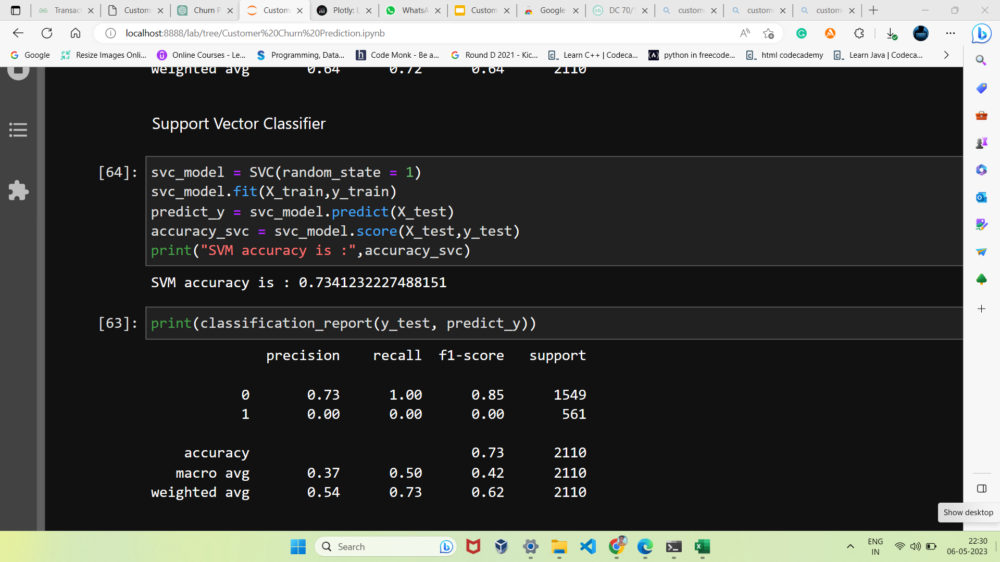 Transact
Custom
Churn P
Custom
Plotly: L
WhatsA
Custom
Google
DC 70/1
custom
custom
custom
localhost:8888/lab/tree/Customer%20Churn%20Prediction.ipynb
Google
Resize Images Onli...
Online Courses - Le...
Programming, Data...
Code Monk - Be a...
Round D 2021 - Kic...
Learn C++ | Codeca...
python in freecode...
html codecademy
Learn Java | Codeca...
weighted avg 0.64 0.72 0.64 2110
Support Vector Classifier
[64]: svc_model = SVC(random_state = 1)
svc_model.fit(X_train,y_train)
predict_y = svc_model.predict(X_test)
accuracy_svc = svc_model.score(X_test,y_test)
print("SVM accuracy is :",accuracy_svc)
SVM accuracy is : 0.7341232227488151
[63]: print(classification_report(y_test, predict_y))
precision recall f1-score support
0 0.73 1.00 0.85 1549
1 0.00 0.00 0.00 561
accuracy 0.73 2110
macro avg 0.37 0.50 0.42 2110
weighted avg 0.54 0.73 0.62 2110
Show desktop
Search
ENG
IN
22:30
06-05-2023